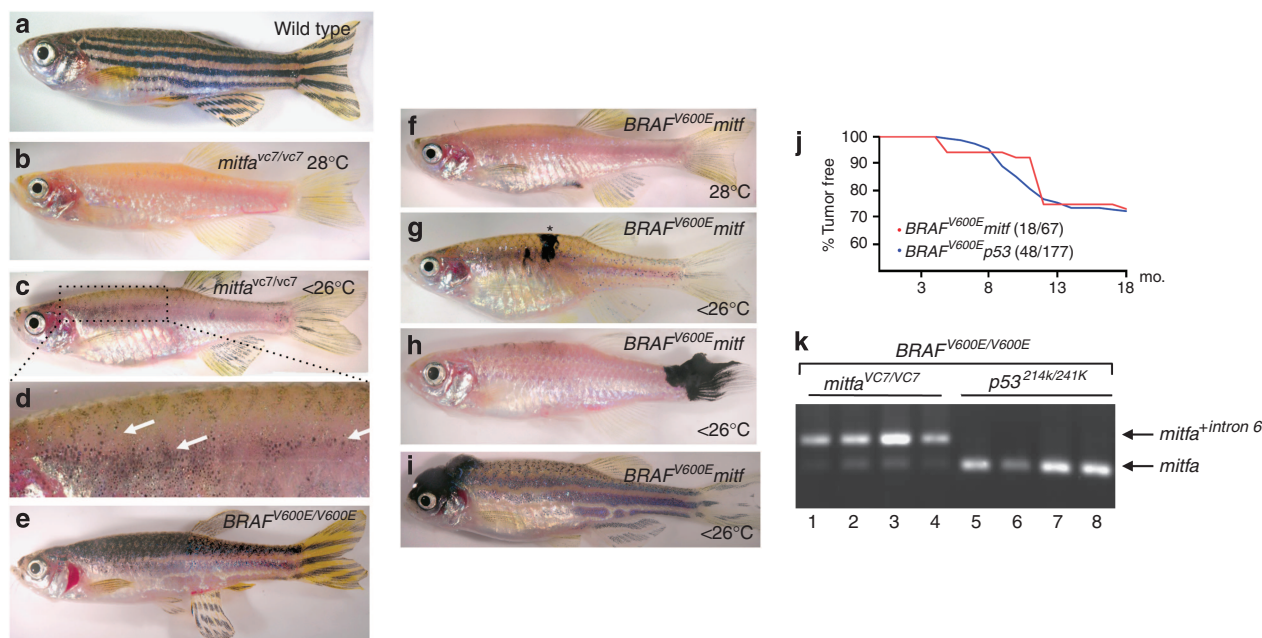 a
Wild type
b
mitfa^vc7/vc7 28°C
c
mitfa^vc7/vc7 <26°C
d
e
BRAF^V600E/V600E
f
BRAF^V600E mitf
28°C
g
*
BRAF^V600E mitf
<26°C
h
BRAF^V600E mitf
<26°C
i
BRAF^V600E mitf
<26°C
j
% Tumor free
100
90
80
70
60
BRAF^V600E mitf (18/67)
BRAF^V600E p53 (48/177)
3 8 13 18 mo.
k
BRAF^V600E/V600E
mitfa^VC7/VC7 p53^214k/241K
mitfa^+intron 6
mitfa
1 2 3 4 5 6 7 8